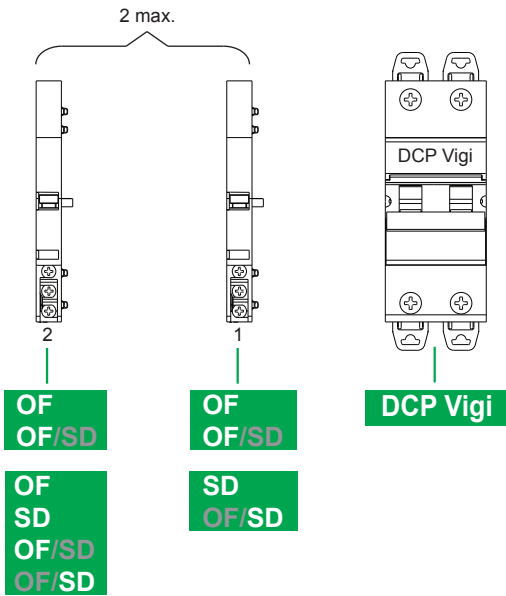 2 max.
DCP Vigi
2
1
OF
OF/SD
OF
OF/SD
DCP Vigi
OF
SD
OF/SD
OF/SD
SD
OF/SD